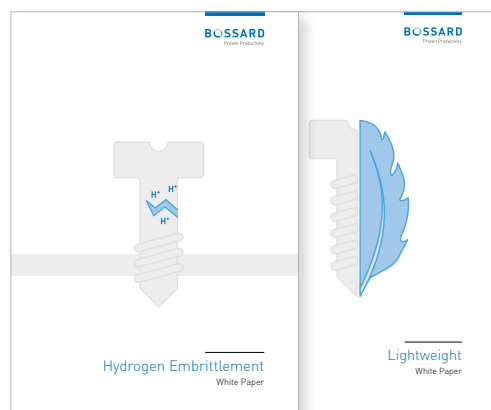 BOSSARD
Proven Productivity
H+
H+
H+
Hydrogen Embrittlement
White Paper
BOSSARD
Proven Productivity
Lightweight
White Paper